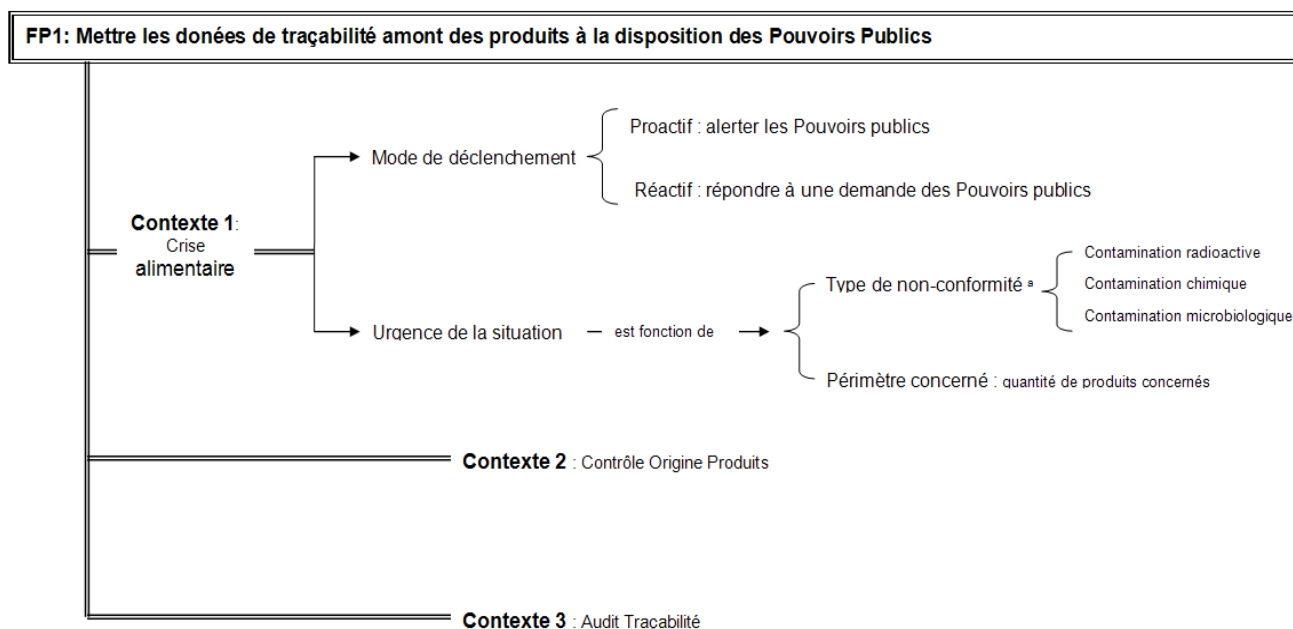 FP1: Mettre les donées de traçabilité amont des produits à la disposition des Pouvoirs Publics
Proactif : alerter les Pouvoirs publics
Mode de déclenchement
Réactif : répondre à une demande des Pouvoirs publics
Contexte 1:
Crise
alimentaire
Contamination radioactive
Type de non-conformité ª
Contamination chimique
Contamination microbiologique
Urgence de la situation – est fonction de
Périmètre concerné : quantité de produits concernés
Contexte 2 : Contrôle Origine Produits
Contexte 3 : Audit Tracabilité